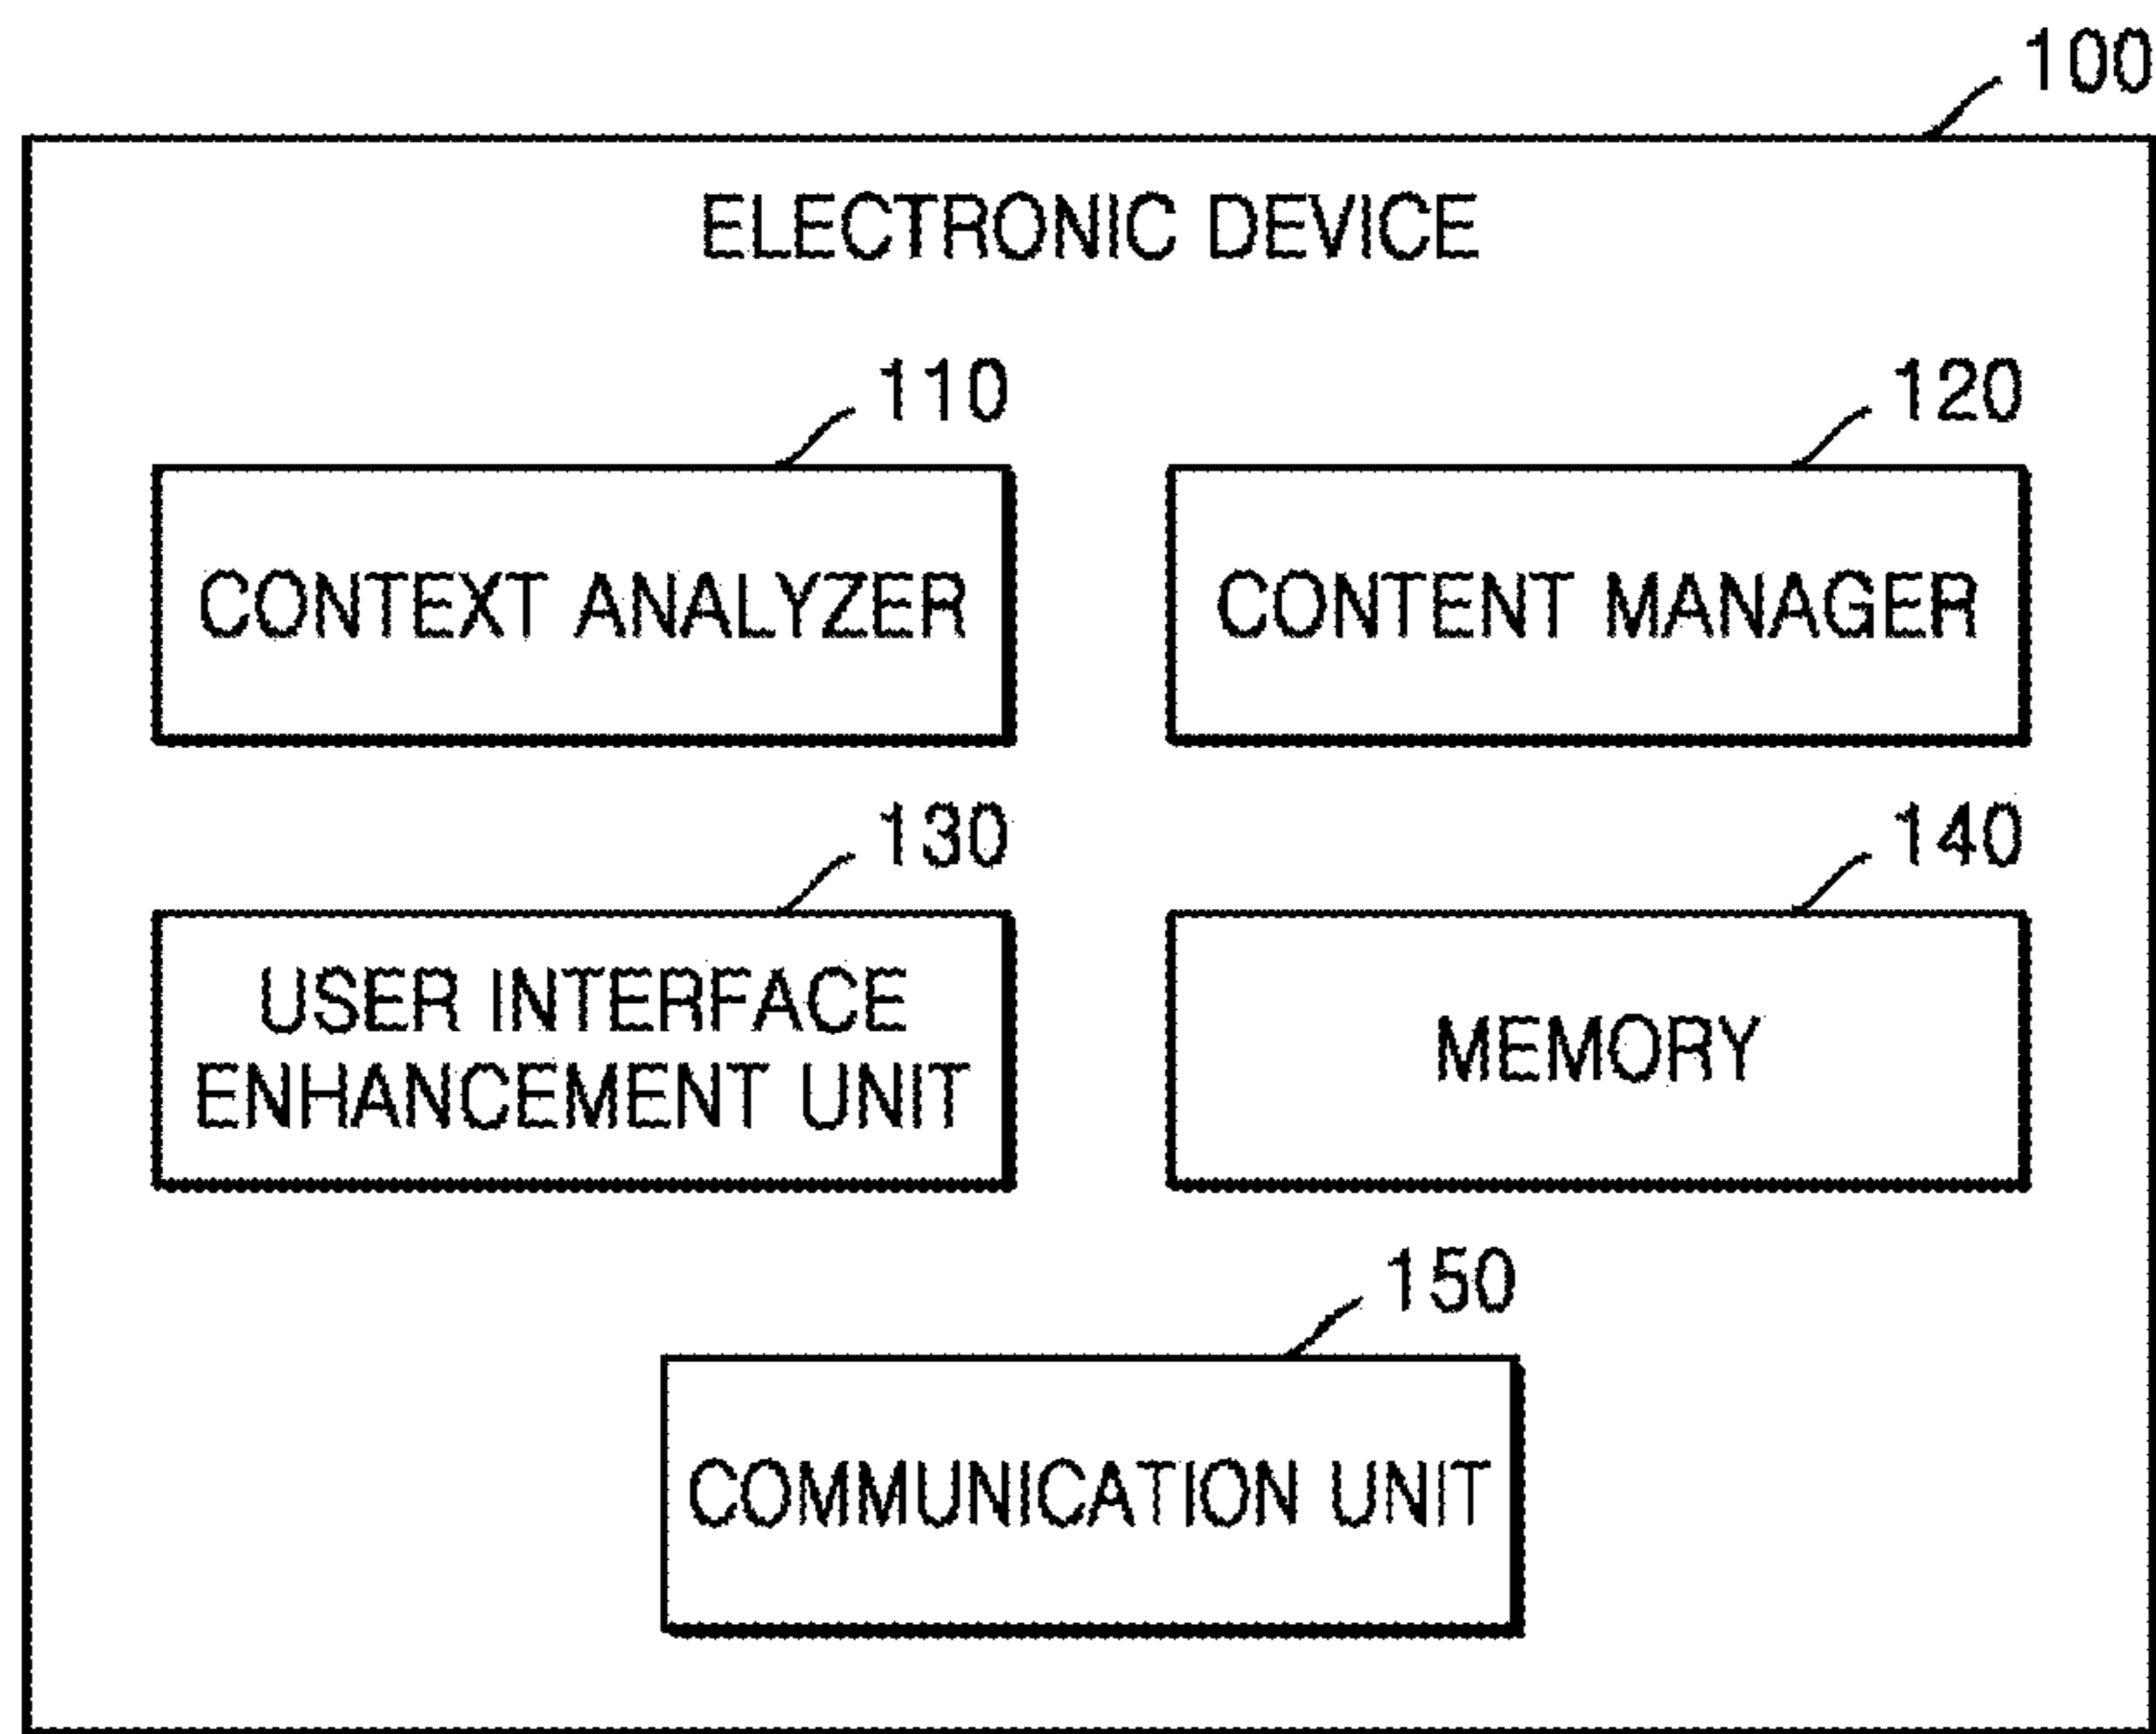 100
ELECTRONIC DEVICE
110
120
CONTEXT ANALYZER
CONTENT MANAGER
130
140
USER INTERFACE
ENHANCEMENT UNIT
MEMORY
150
COMMUNICATION UNIT